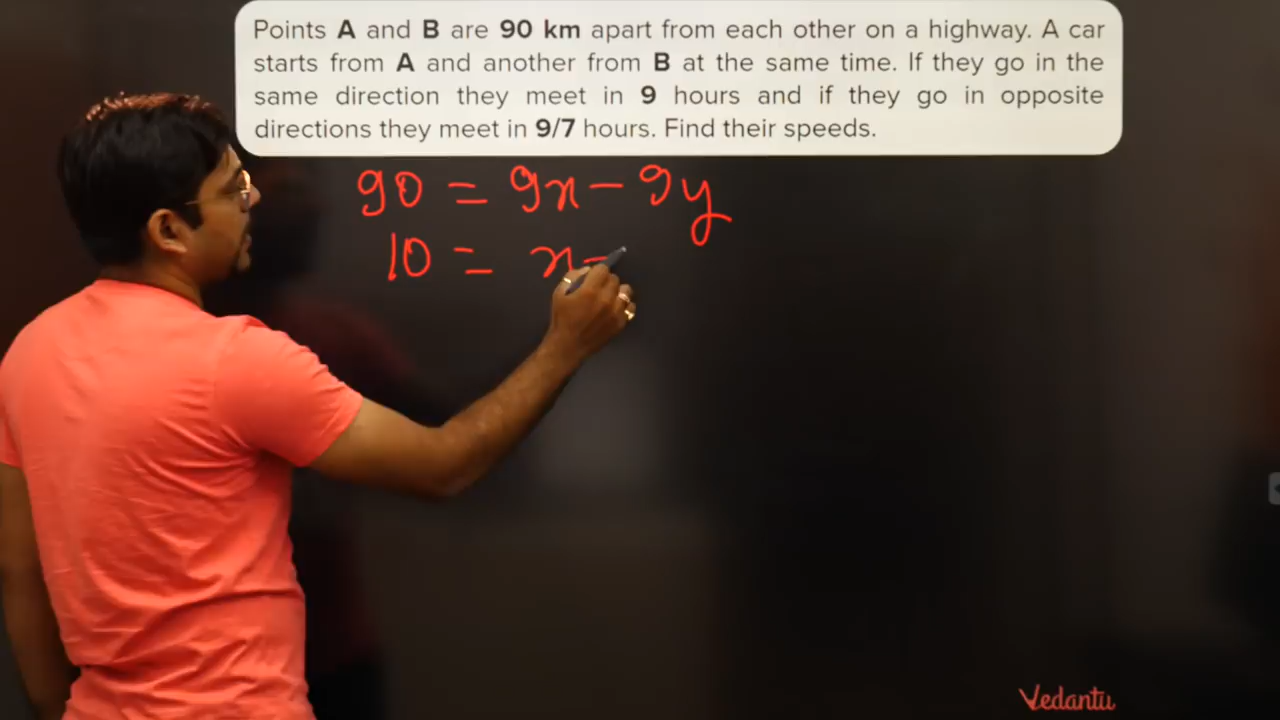 Points A and B are 90 km apart from each other on a highway. A car
starts from A and another from B at the same time. If they go in the
same direction they meet in 9 hours and if they go in opposite
directions they meet in 9/7 hours. Find their speeds.
90 = 9x - 9y
10 = x -
Vedantu